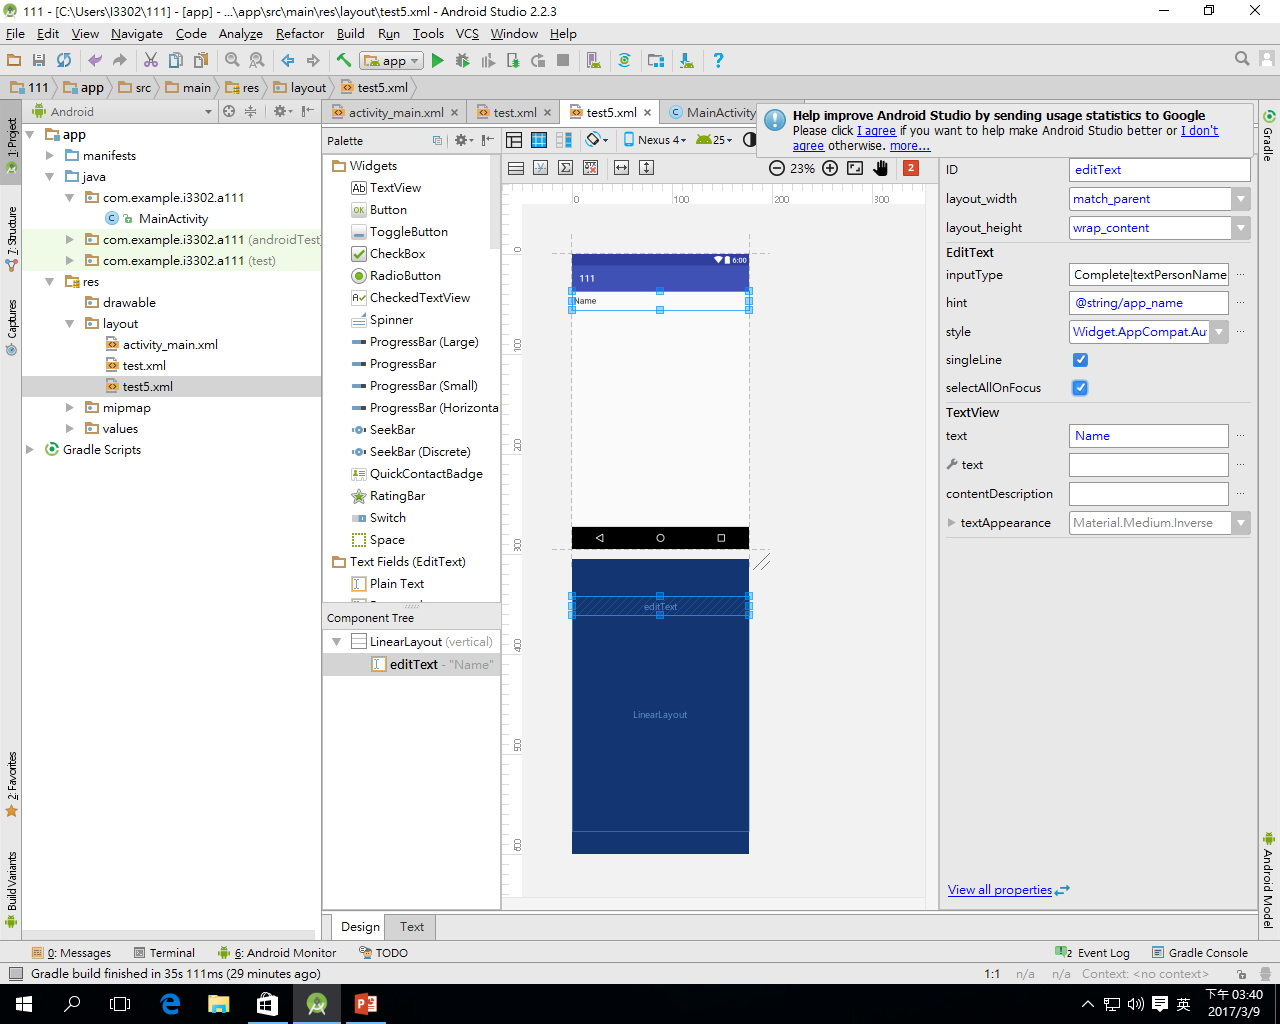 111 - [C:\Users\I3302\111] - [app] - ...\app\src\main\res\layout\test5.xml - Android Studio 2.2.3
File Edit View Navigate Code Analyze Refactor Build Run Tools VCS Window Help
app
111 app src main res layout test5.xml
Android
activity_main.xml test.xml test5.xml MainActivity
Help improve Android Studio by sending usage statistics to Google
Please click I agree if you want to help make Android Studio better or I don't
agree otherwise. more...
1: Project
7: Structure
Captures
2: Favorites
Build Variants
app
manifests
java
com.example.i3302.a111
MainActivity
com.example.i3302.a111 (androidTest
com.example.i3302.a111 (test)
res
drawable
layout
activity_main.xml
test.xml
test5.xml
mipmap
values
Gradle Scripts
Palette
Widgets
Ab TextView
OK Button
ToggleButton
CheckBox
RadioButton
CheckedTextView
Spinner
ProgressBar (Large)
ProgressBar
ProgressBar (Small)
ProgressBar (Horizonta
SeekBar
SeekBar (Discrete)
QuickContactBadge
RatingBar
Switch
Space
Text Fields (EditText)
Plain Text
Component Tree
LinearLayout (vertical)
editText - "Name"
Nexus 4 25
23% 2
0 100 200 300
0
100
200
300
400
500
600
6:00
111
Name
editText
LinearLayout
ID editText
layout_width match_parent
layout_height wrap_content
EditText
inputType Complete|textPersonName ...
hint @string/app_name ...
style Widget.AppCompat.Au ...
singleLine
selectAllOnFocus
TextView
text Name ...
text ...
contentDescription ...
textAppearance Material.Medium.Inverse
View all properties
Gradle
Android Model
Design Text
0: Messages Terminal 6: Android Monitor TODO 2 Event Log Gradle Console
Gradle build finished in 35s 111ms (29 minutes ago) 1:1 n/a n/a Context: <no context>
英 下午 03:40
2017/3/9